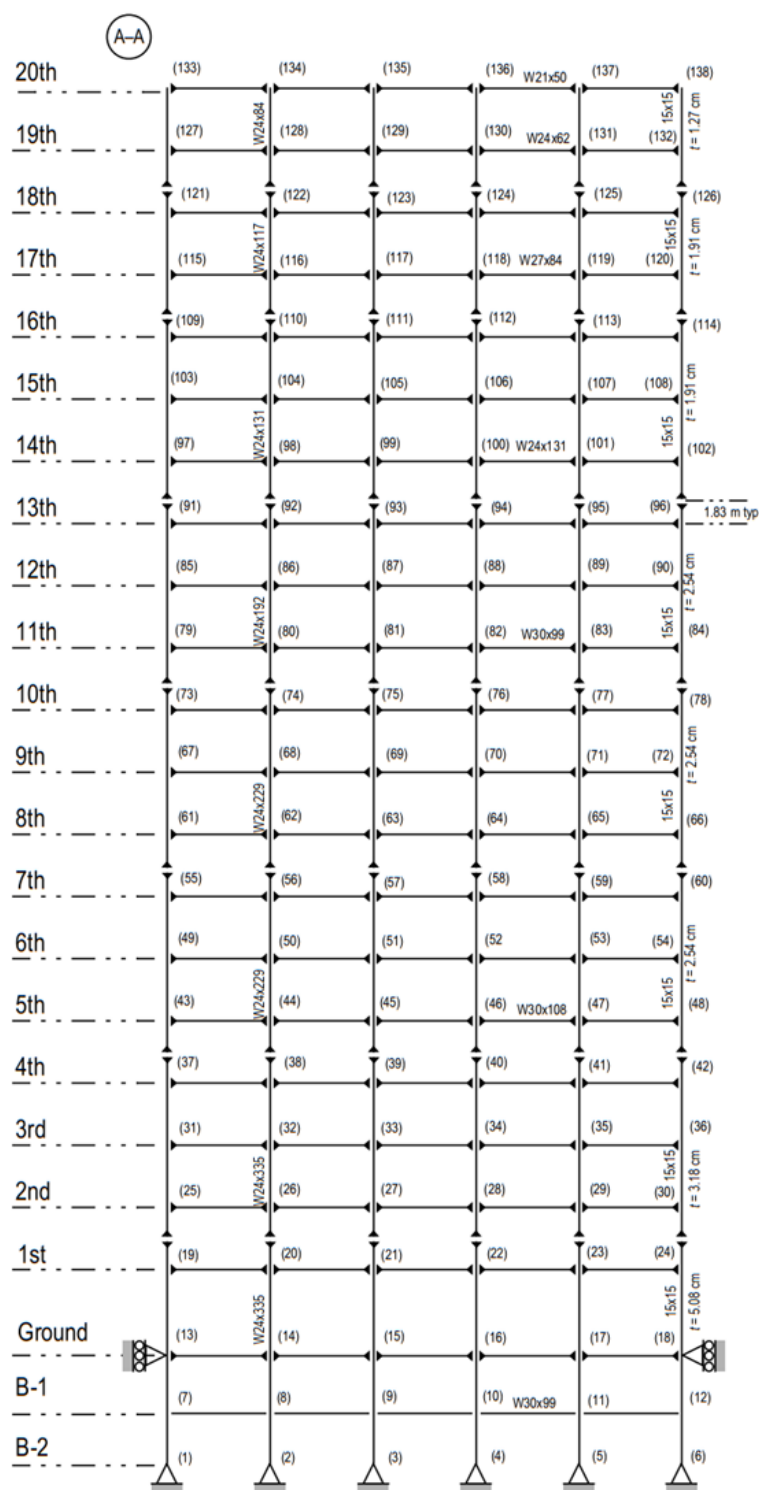 A–A
20th (133) (134) (135) (136) W21x50 (137) (138)
W24x84 15x15 t = 1.27 cm
19th (127) (128) (129) (130) W24x62 (131) (132)
18th (121) (122) (123) (124) (125) (126)
W24x117 15x15 t = 1.91 cm
17th (115) (116) (117) (118) W27x84 (119) (120)
16th (109) (110) (111) (112) (113) (114)
15th (103) (104) (105) (106) (107) (108)
W24x131 15x15 t = 1.91 cm
14th (97) (98) (99) (100) W24x131 (101) (102)
13th (91) (92) (93) (94) (95) (96) 1.83 m typ
12th (85) (86) (87) (88) (89) (90)
W24x192 15x15 t = 2.54 cm
11th (79) (80) (81) (82) W30x99 (83) (84)
10th (73) (74) (75) (76) (77) (78)
9th (67) (68) (69) (70) (71) (72)
W24x229 15x15 t = 2.54 cm
8th (61) (62) (63) (64) (65) (66)
7th (55) (56) (57) (58) (59) (60)
6th (49) (50) (51) (52 (53) (54)
W24x229 15x15 t = 2.54 cm
5th (43) (44) (45) (46) W30x108 (47) (48)
4th (37) (38) (39) (40) (41) (42)
3rd (31) (32) (33) (34) (35) (36)
W24x335 15x15 t = 3.18 cm
2nd (25) (26) (27) (28) (29) (30)
1st (19) (20) (21) (22) (23) (24)
W24x335 15x15 t = 5.08 cm
Ground (13) (14) (15) (16) (17) (18)
B-1 (7) (8) (9) (10) W30x99 (11) (12)
B-2 (1) (2) (3) (4) (5) (6)